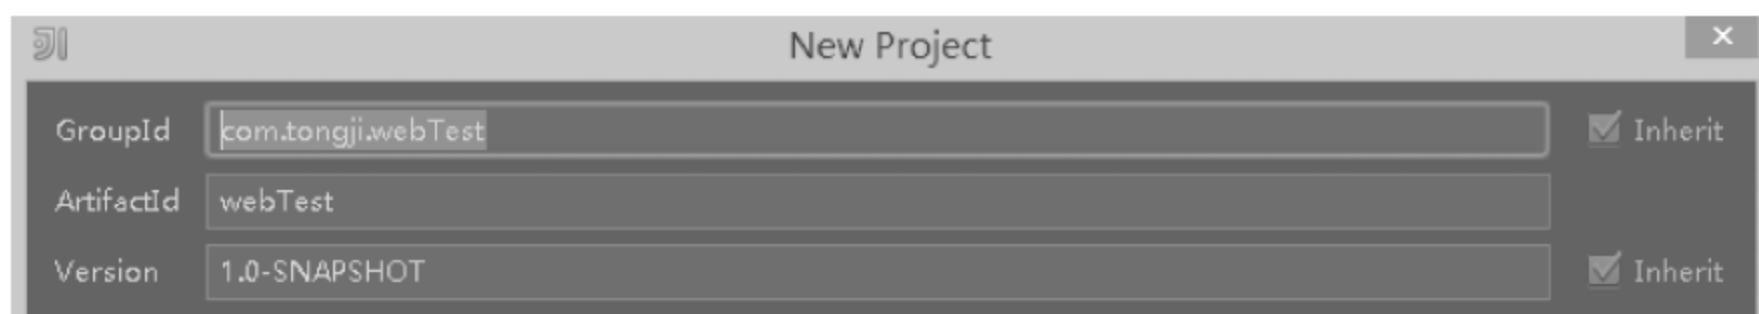 New Project
GroupId com.tongji.webTest Inherit
ArtifactId webTest
Version 1.0-SNAPSHOT Inherit